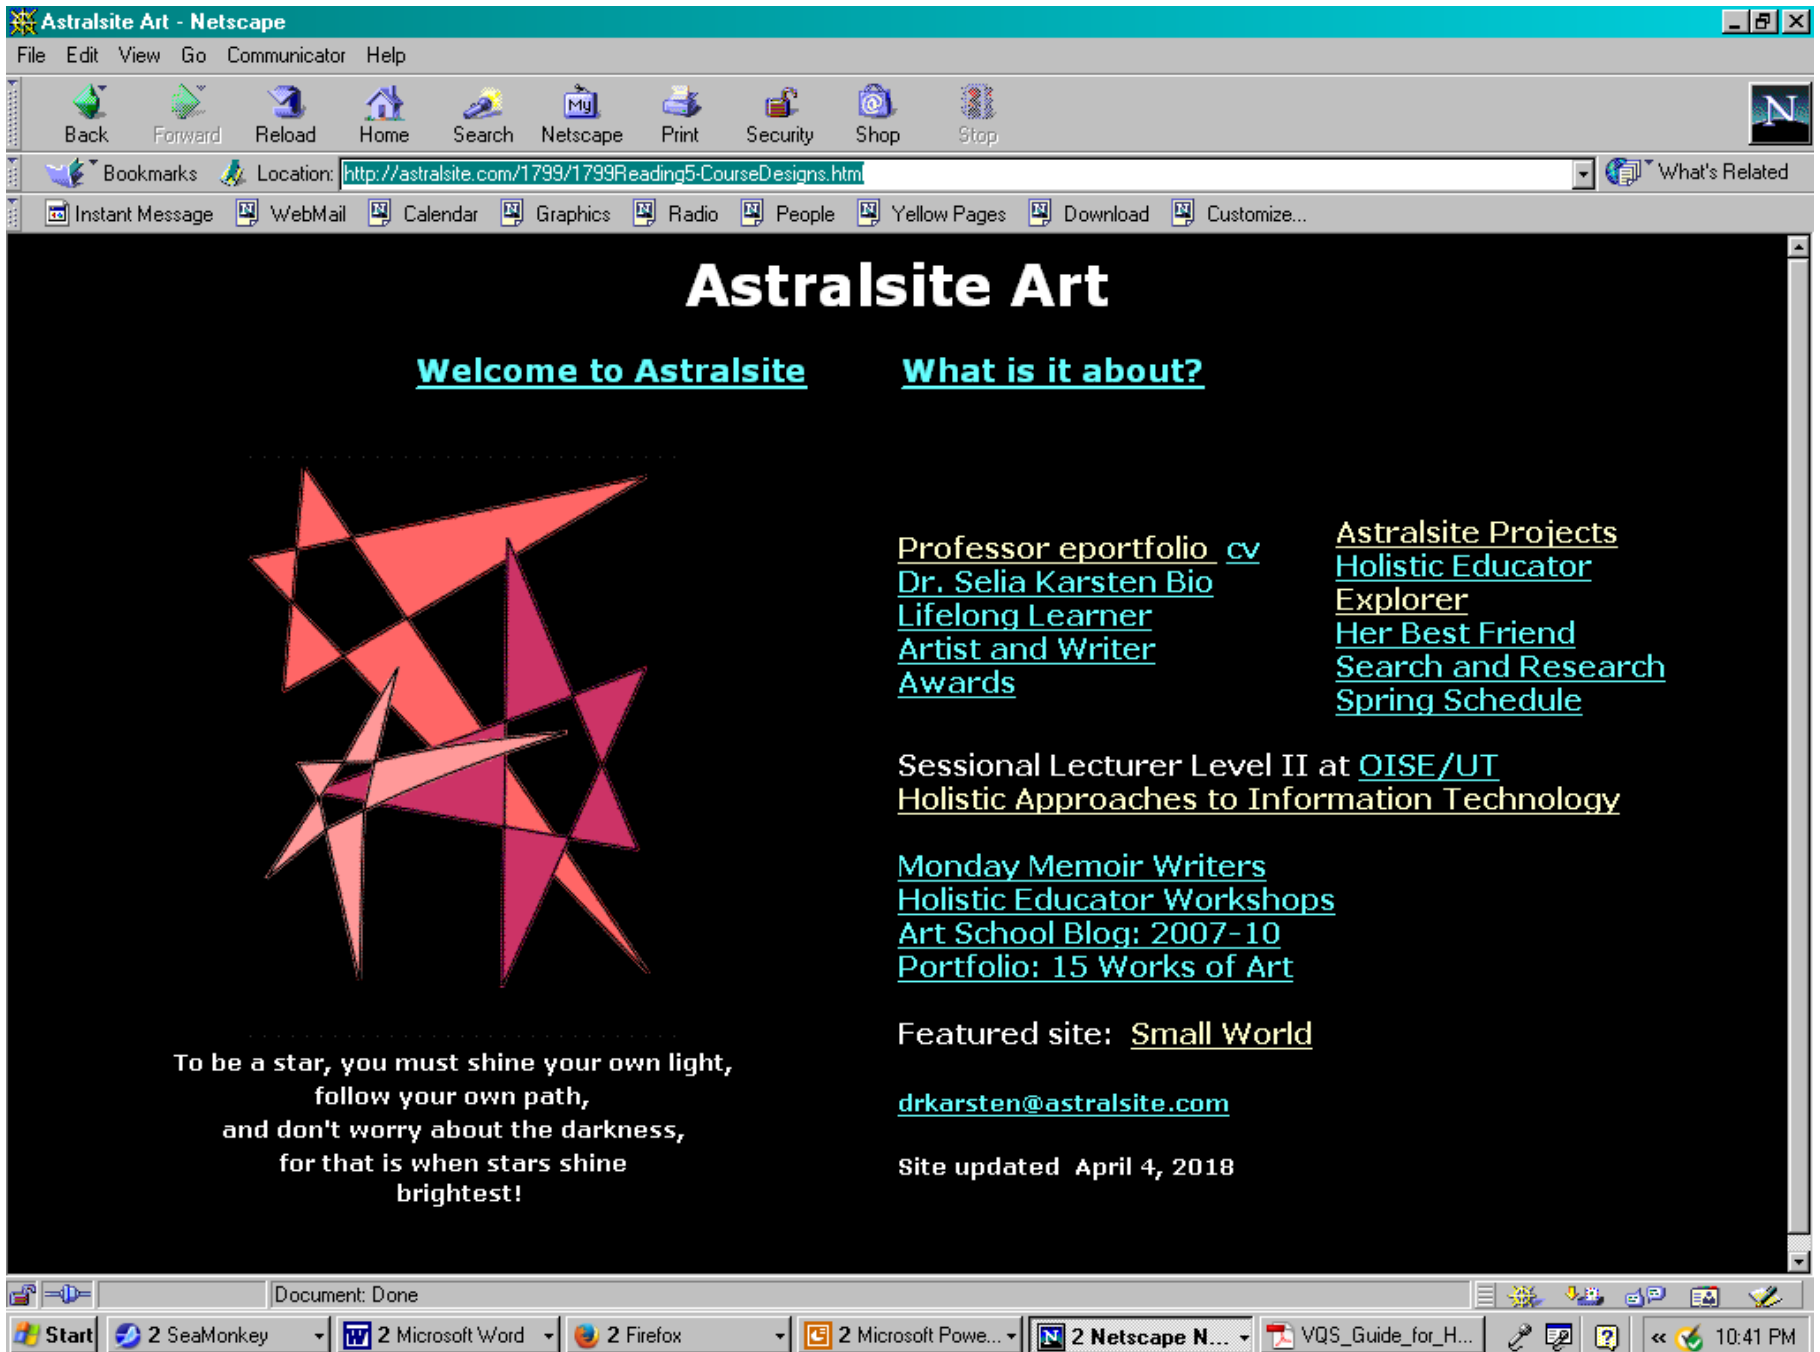 Astralsite Art - Netscape
File Edit View Go Communicator Help
My
N
Back Forward Reload Home Search Netscape Print Security Shop Stop
Bookmarks Location: http://astralsite.com/1799/1799Reading5-CourseDesigns.html What's Related
Instant Message WebMail Calendar Graphics Radio People Yellow Pages Download Customize...
Astralsite Art
Welcome to Astralsite What is it about?
Professor eportfolio cv
Dr. Selia Karsten Bio
Lifelong Learner
Artist and Writer
Awards
Astralsite Projects
Holistic Educator
Explorer
Her Best Friend
Search and Research
Spring Schedule
Sessional Lecturer Level II at OISE/UT
Holistic Approaches to Information Technology
Monday Memoir Writers
Holistic Educator Workshops
Art School Blog: 2007-10
Portfolio: 15 Works of Art
Featured site: Small World
drkarsten@astralsite.com
Site updated April 4, 2018
To be a star, you must shine your own light,
follow your own path,
and don't worry about the darkness,
for that is when stars shine
brightest!
Document: Done
Start 2 SeaMonkey 2 Microsoft Word 2 Firefox 2 Microsoft Powe... 2 Netscape N... VQS_Guide_for_H... 10:41 PM